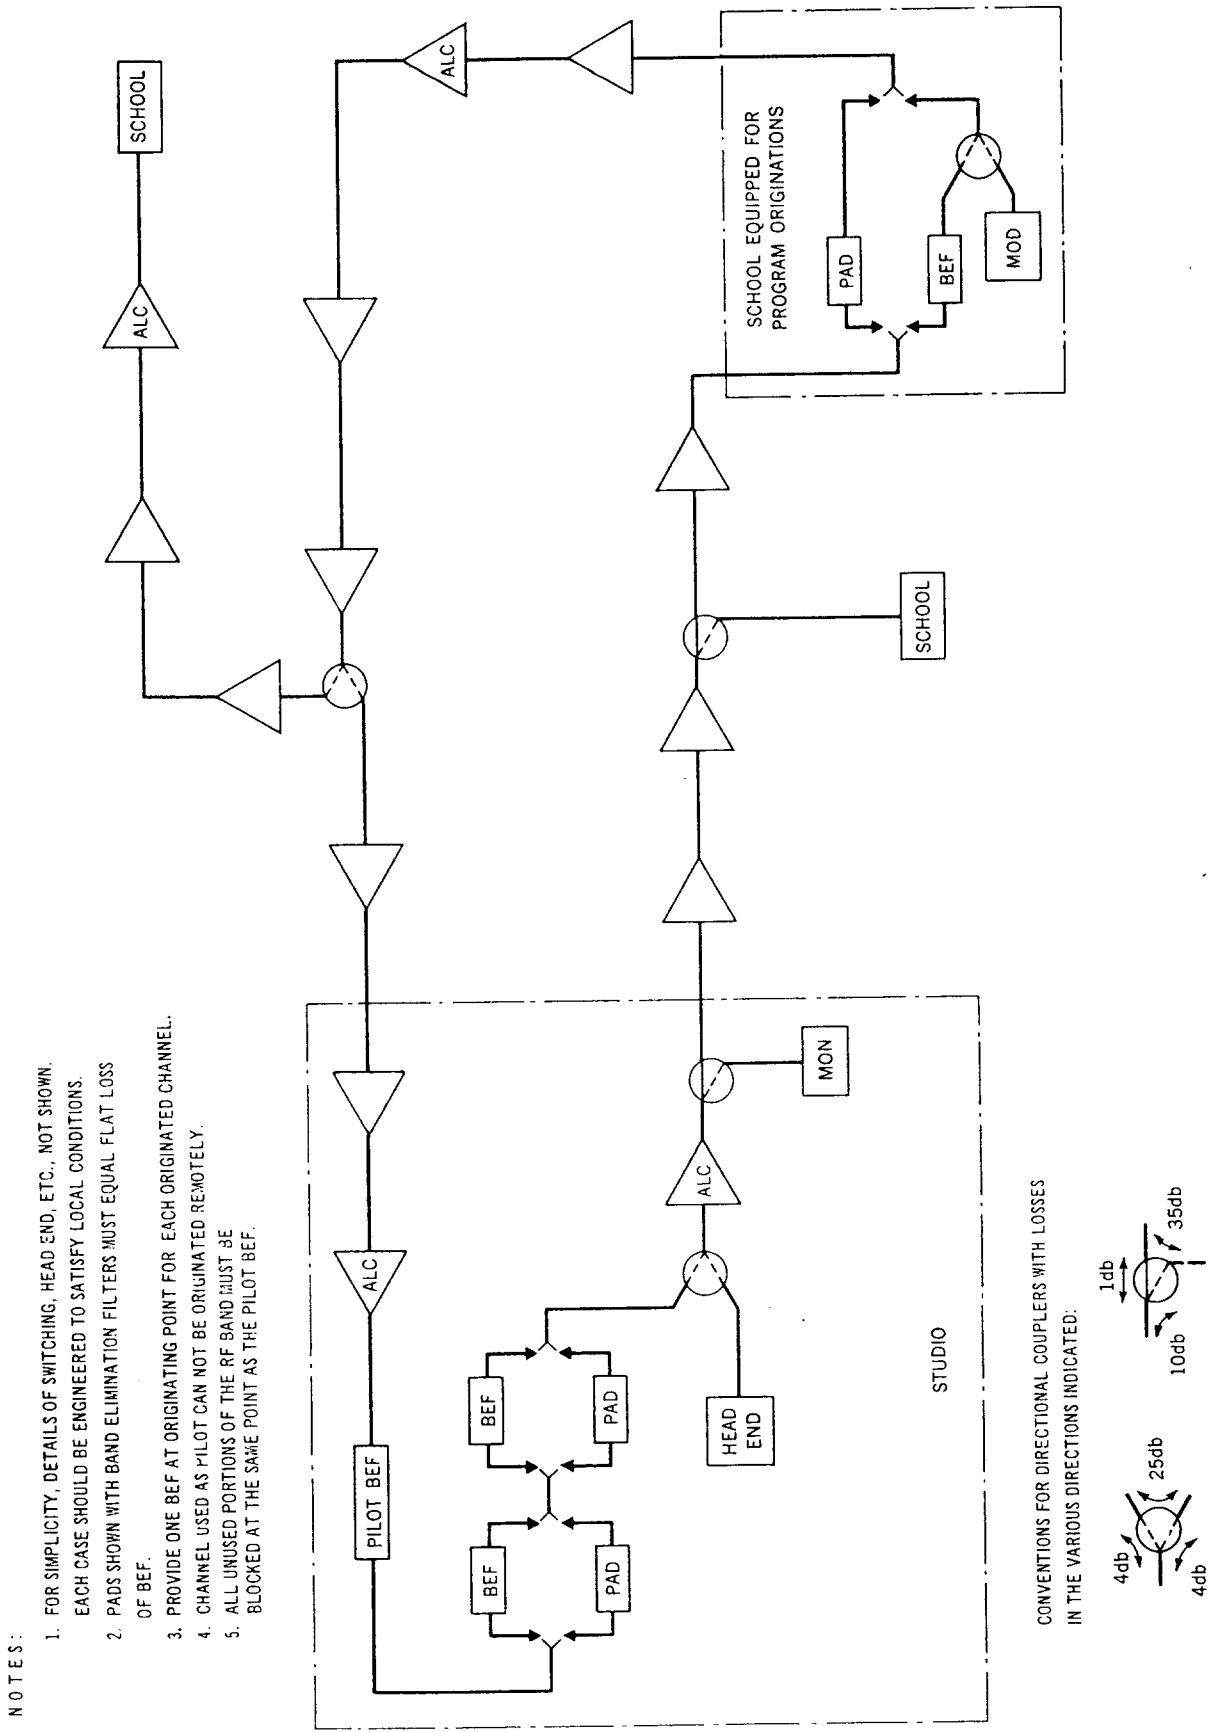 NOTES:
1. FOR SIMPLICITY, DETAILS OF SWITCHING, HEAD END, ETC., NOT SHOWN.
EACH CASE SHOULD BE ENGINEERED TO SATISFY LOCAL CONDITIONS.
2. PADS SHOWN WITH BAND ELIMINATION FILTERS MUST EQUAL FLAT LOSS
OF BEF.
3. PROVIDE ONE BEF AT ORIGINATING POINT FOR EACH ORIGINATED CHANNEL.
4. CHANNEL USED AS PILOT CAN NOT BE ORIGINATED REMOTELY.
5. ALL UNUSED PORTIONS OF THE RF BAND MUST BE
BLOCKED AT THE SAME POINT AS THE PILOT BEF.
SCHOOL
ALC
ALC
PILOT BEF
ALC
BEF
BEF
PAD
PAD
HEAD
END
ALC
MON
STUDIO
SCHOOL
SCHOOL EQUIPPED FOR
PROGRAM ORIGINATIONS
PAD
BEF
MOD
CONVENTIONS FOR DIRECTIONAL COUPLERS WITH LOSSES
IN THE VARIOUS DIRECTIONS INDICATED:
4db
25db
4db
1db
10db
35db